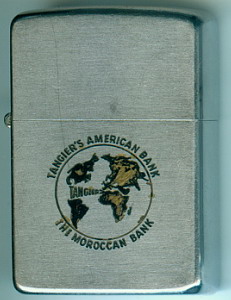 TANGIER'S AMERICAN BANK
TANGIER
THE MOROCCAN BANK